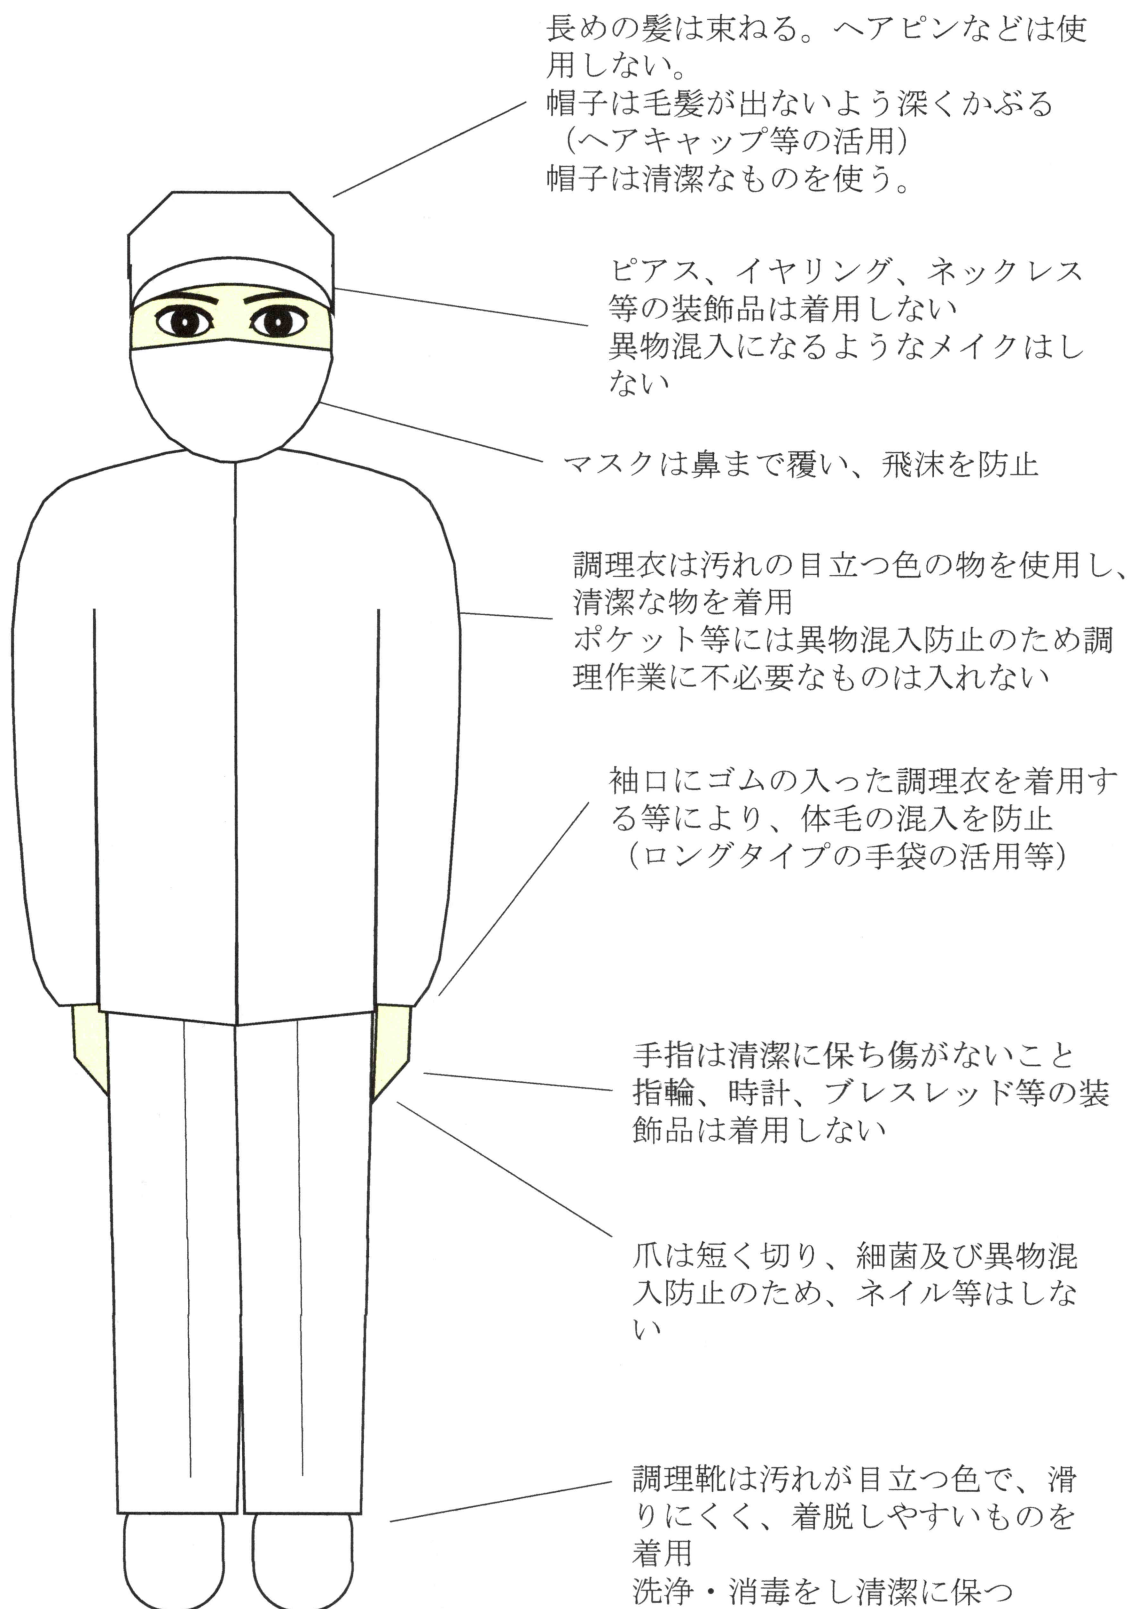 長めの髪は束ねる。ヘアピンなどは使
用しない。
帽子は毛髪が出ないよう深くかぶる
（ヘアキャップ等の活用）
帽子は清潔なものを使う。
ピアス、イヤリング、ネックレス
等の装飾品は着用しない
異物混入になるようなメイクはし
ない
マスクは鼻まで覆い、飛沫を防止
調理衣は汚れの目立つ色の物を使用し、
清潔な物を着用
ポケット等には異物混入防止のため調
理作業に不必要なものは入れない
袖口にゴムの入った調理衣を着用す
る等により、体毛の混入を防止
（ロングタイプの手袋の活用等）
手指は清潔に保ち傷がないこと
指輪、時計、ブレスレッド等の装
飾品は着用しない
爪は短く切り、細菌及び異物混
入防止のため、ネイル等はしな
い
調理靴は汚れが目立つ色で、滑
りにくく、着脱しやすいものを
着用
洗浄・消毒をし清潔に保つ